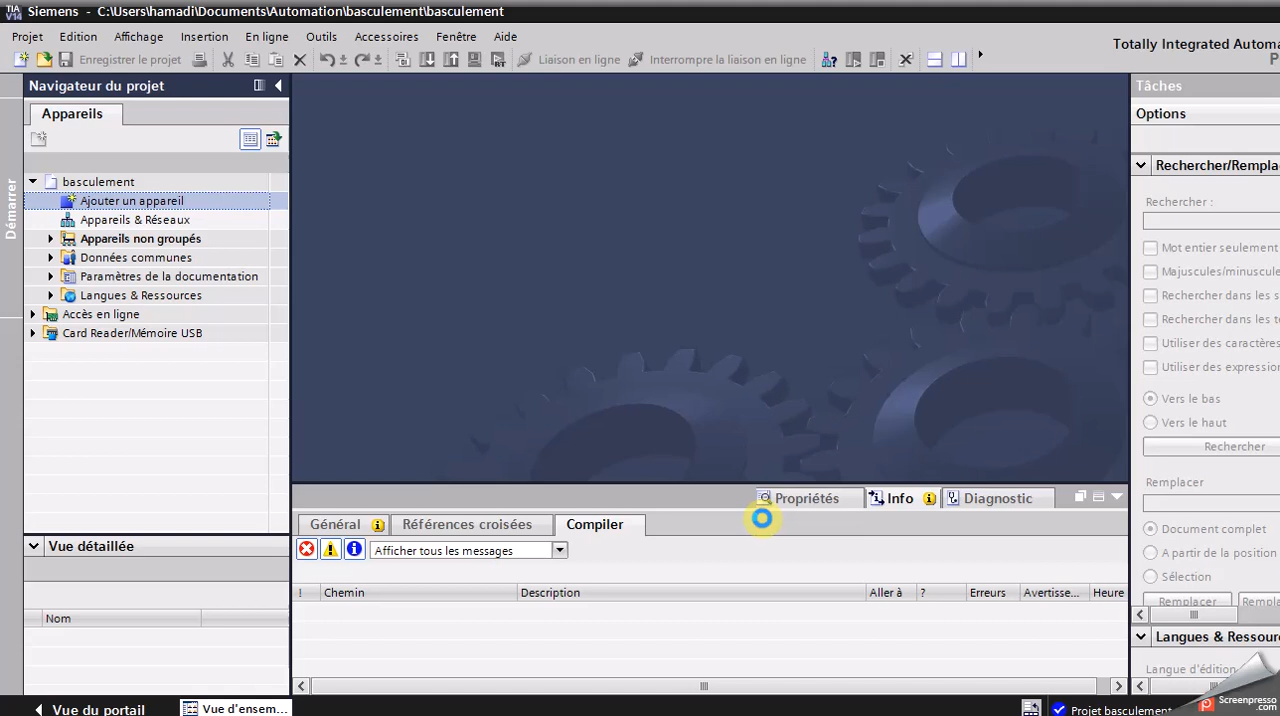 TIA V14
Siemens - C:\Users\hamadi\Documents\Automation\basculement\basculement
Projet Edition Affichage Insertion En ligne Outils Accessoires Fenêtre Aide
Totally Integrated Automa
Enregistrer le projet Liaison en ligne Interrompre la liaison en ligne
P
Navigateur du projet
Tâches
Appareils
Options
Démarrer
basculement
Ajouter un appareil
Appareils & Réseaux
Appareils non groupés
Données communes
Paramètres de la documentation
Langues & Ressources
Accès en ligne
Card Reader/Mémoire USB
Rechercher/Rempla
Rechercher :
Mot entier seulement
Majuscules/minuscule
Rechercher dans les s
Rechercher dans les te
Utiliser des caractères
Utiliser des expression
Vers le bas
Vers le haut
Rechercher
Remplacer
Document complet
A partir de la position
Sélection
Remplacer Rempla
Langues & Ressour
Langue d'édition
Propriétés Info Diagnostic
Général Références croisées Compiler
Afficher tous les messages
! Chemin Description Aller à ? Erreurs Avertisse... Heure
Vue détaillée
Nom
Vue du portail Vue d'ensem...
Projet basculement
Screenpresso
.com